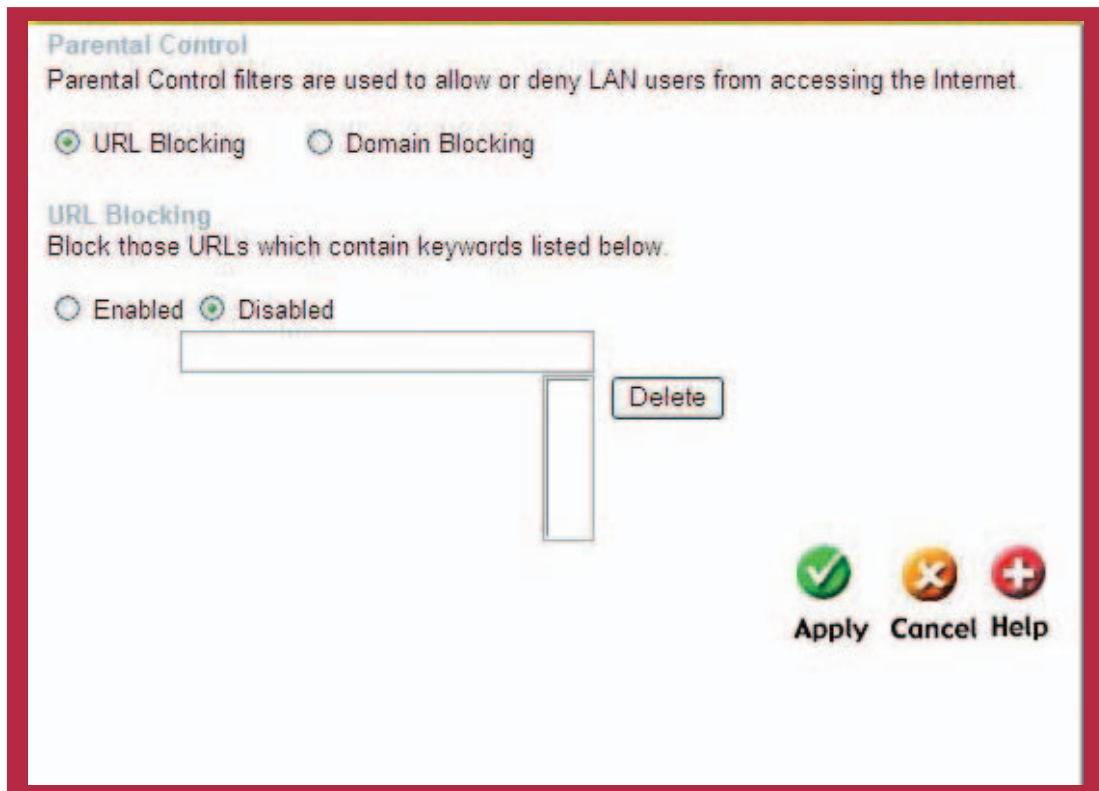 Parental Control
Parental Control filters are used to allow or deny LAN users from accessing the Internet.
URL Blocking Domain Blocking
URL Blocking
Block those URLs which contain keywords listed below.
Enabled Disabled
Delete
Apply Cancel Help